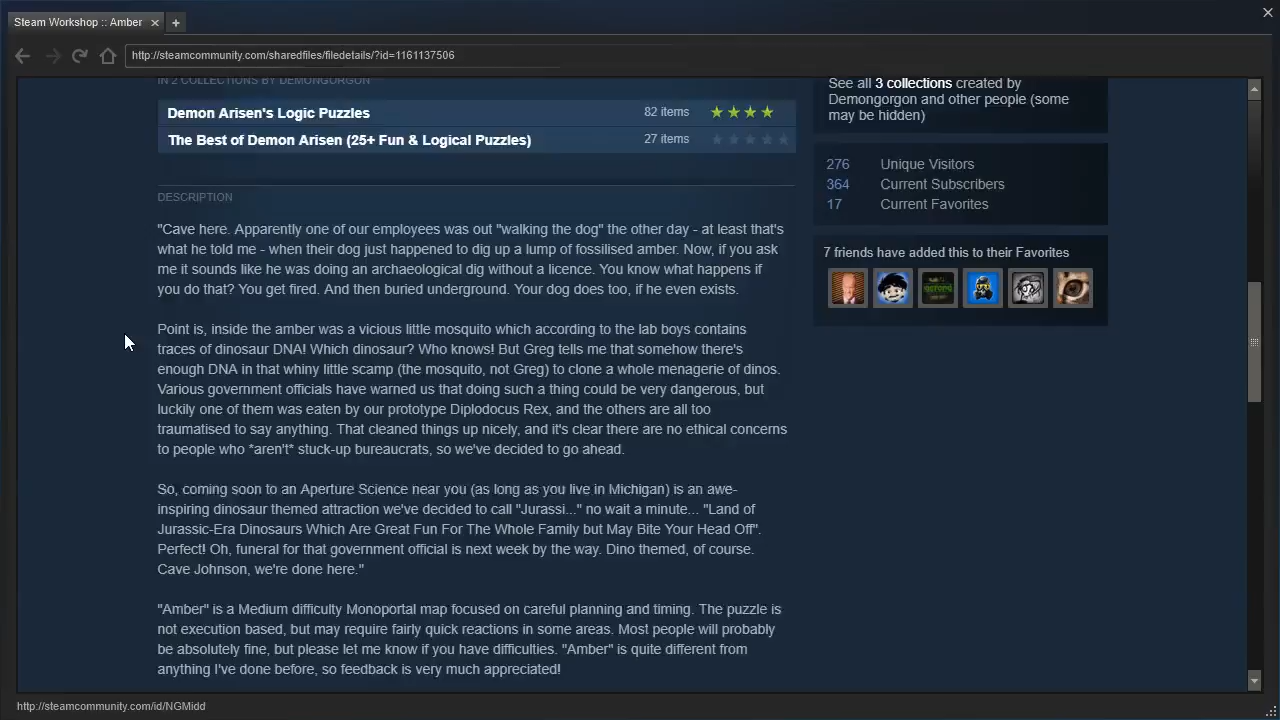 Steam Workshop :: Amber
http://steamcommunity.com/sharedfiles/filedetails/?id=1161137506
IN 2 COLLECTIONS BY DEMONGORGON
Demon Arisen's Logic Puzzles 82 items
The Best of Demon Arisen (25+ Fun & Logical Puzzles) 27 items
DESCRIPTION
"Cave here. Apparently one of our employees was out "walking the dog" the other day - at least that's
what he told me - when their dog just happened to dig up a lump of fossilised amber. Now, if you ask
me it sounds like he was doing an archaeological dig without a licence. You know what happens if
you do that? You get fired. And then buried underground. Your dog does too, if he even exists.
Point is, inside the amber was a vicious little mosquito which according to the lab boys contains
traces of dinosaur DNA! Which dinosaur? Who knows! But Greg tells me that somehow there's
enough DNA in that whiny little scamp (the mosquito, not Greg) to clone a whole menagerie of dinos.
Various government officials have warned us that doing such a thing could be very dangerous, but
luckily one of them was eaten by our prototype Diplodocus Rex, and the others are all too
traumatised to say anything. That cleaned things up nicely, and it's clear there are no ethical concerns
to people who *aren't* stuck-up bureaucrats, so we've decided to go ahead.
So, coming soon to an Aperture Science near you (as long as you live in Michigan) is an awe-
inspiring dinosaur themed attraction we've decided to call "Jurassi..." no wait a minute... "Land of
Jurassic-Era Dinosaurs Which Are Great Fun For The Whole Family but May Bite Your Head Off".
Perfect! Oh, funeral for that government official is next week by the way. Dino themed, of course.
Cave Johnson, we're done here."
"Amber" is a Medium difficulty Monoportal map focused on careful planning and timing. The puzzle is
not execution based, but may require fairly quick reactions in some areas. Most people will probably
be absolutely fine, but please let me know if you have difficulties. "Amber" is quite different from
anything I've done before, so feedback is very much appreciated!
See all 3 collections created by
Demongorgon and other people (some
may be hidden)
276 Unique Visitors
364 Current Subscribers
17 Current Favorites
7 friends have added this to their Favorites
http://steamcommunity.com/id/NGMidd